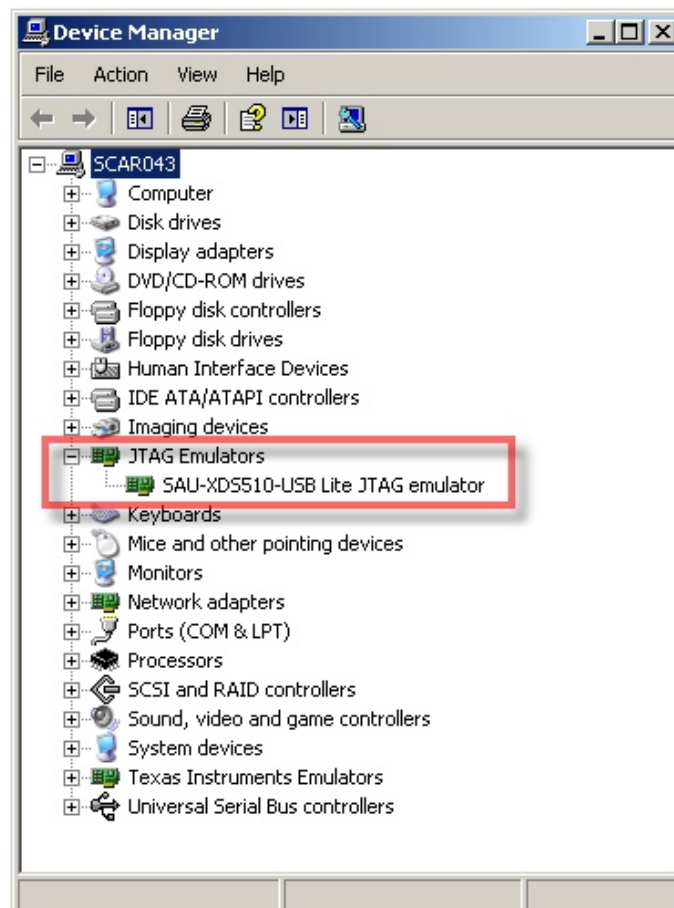 Device Manager
File Action View Help
SCAR043
Computer
Disk drives
Display adapters
DVD/CD-ROM drives
Floppy disk controllers
Floppy disk drives
Human Interface Devices
IDE ATA/ATAPI controllers
Imaging devices
JTAG Emulators
SAU-XDS510-USB Lite JTAG emulator
Keyboards
Mice and other pointing devices
Monitors
Network adapters
Ports (COM & LPT)
Processors
SCSI and RAID controllers
Sound, video and game controllers
System devices
Texas Instruments Emulators
Universal Serial Bus controllers